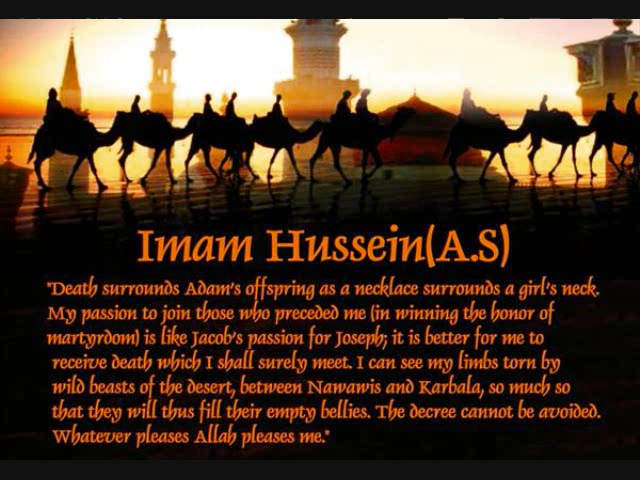 Imam Hussein(A.S)
"Death surrounds Adam's offspring as a necklace surrounds a girl's neck.
My passion to join those who preceded me (in winning the honor of
martyrdom) is like Jacob's passion for Joseph; it is better for me to
receive death which I shall surely meet. I can see my limbs torn by
wild beasts of the desert, between Nawawis and Karbala, so much so
that they will thus fill their empty bellies. The decree cannot be avoided.
Whatever pleases Allah pleases me."